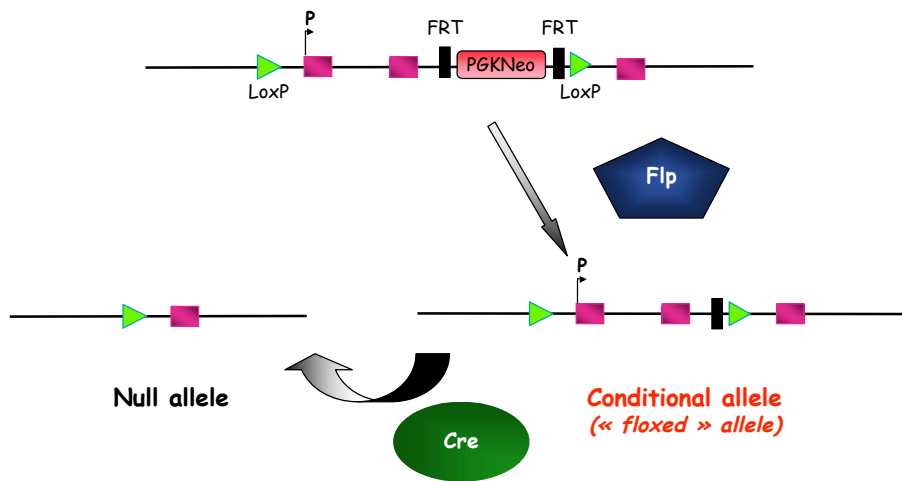 P
FRT
FRT
PGKNeo
LoxP
LoxP
Flp
P
Null allele
Conditional allele
(« floxed » allele)
Cre